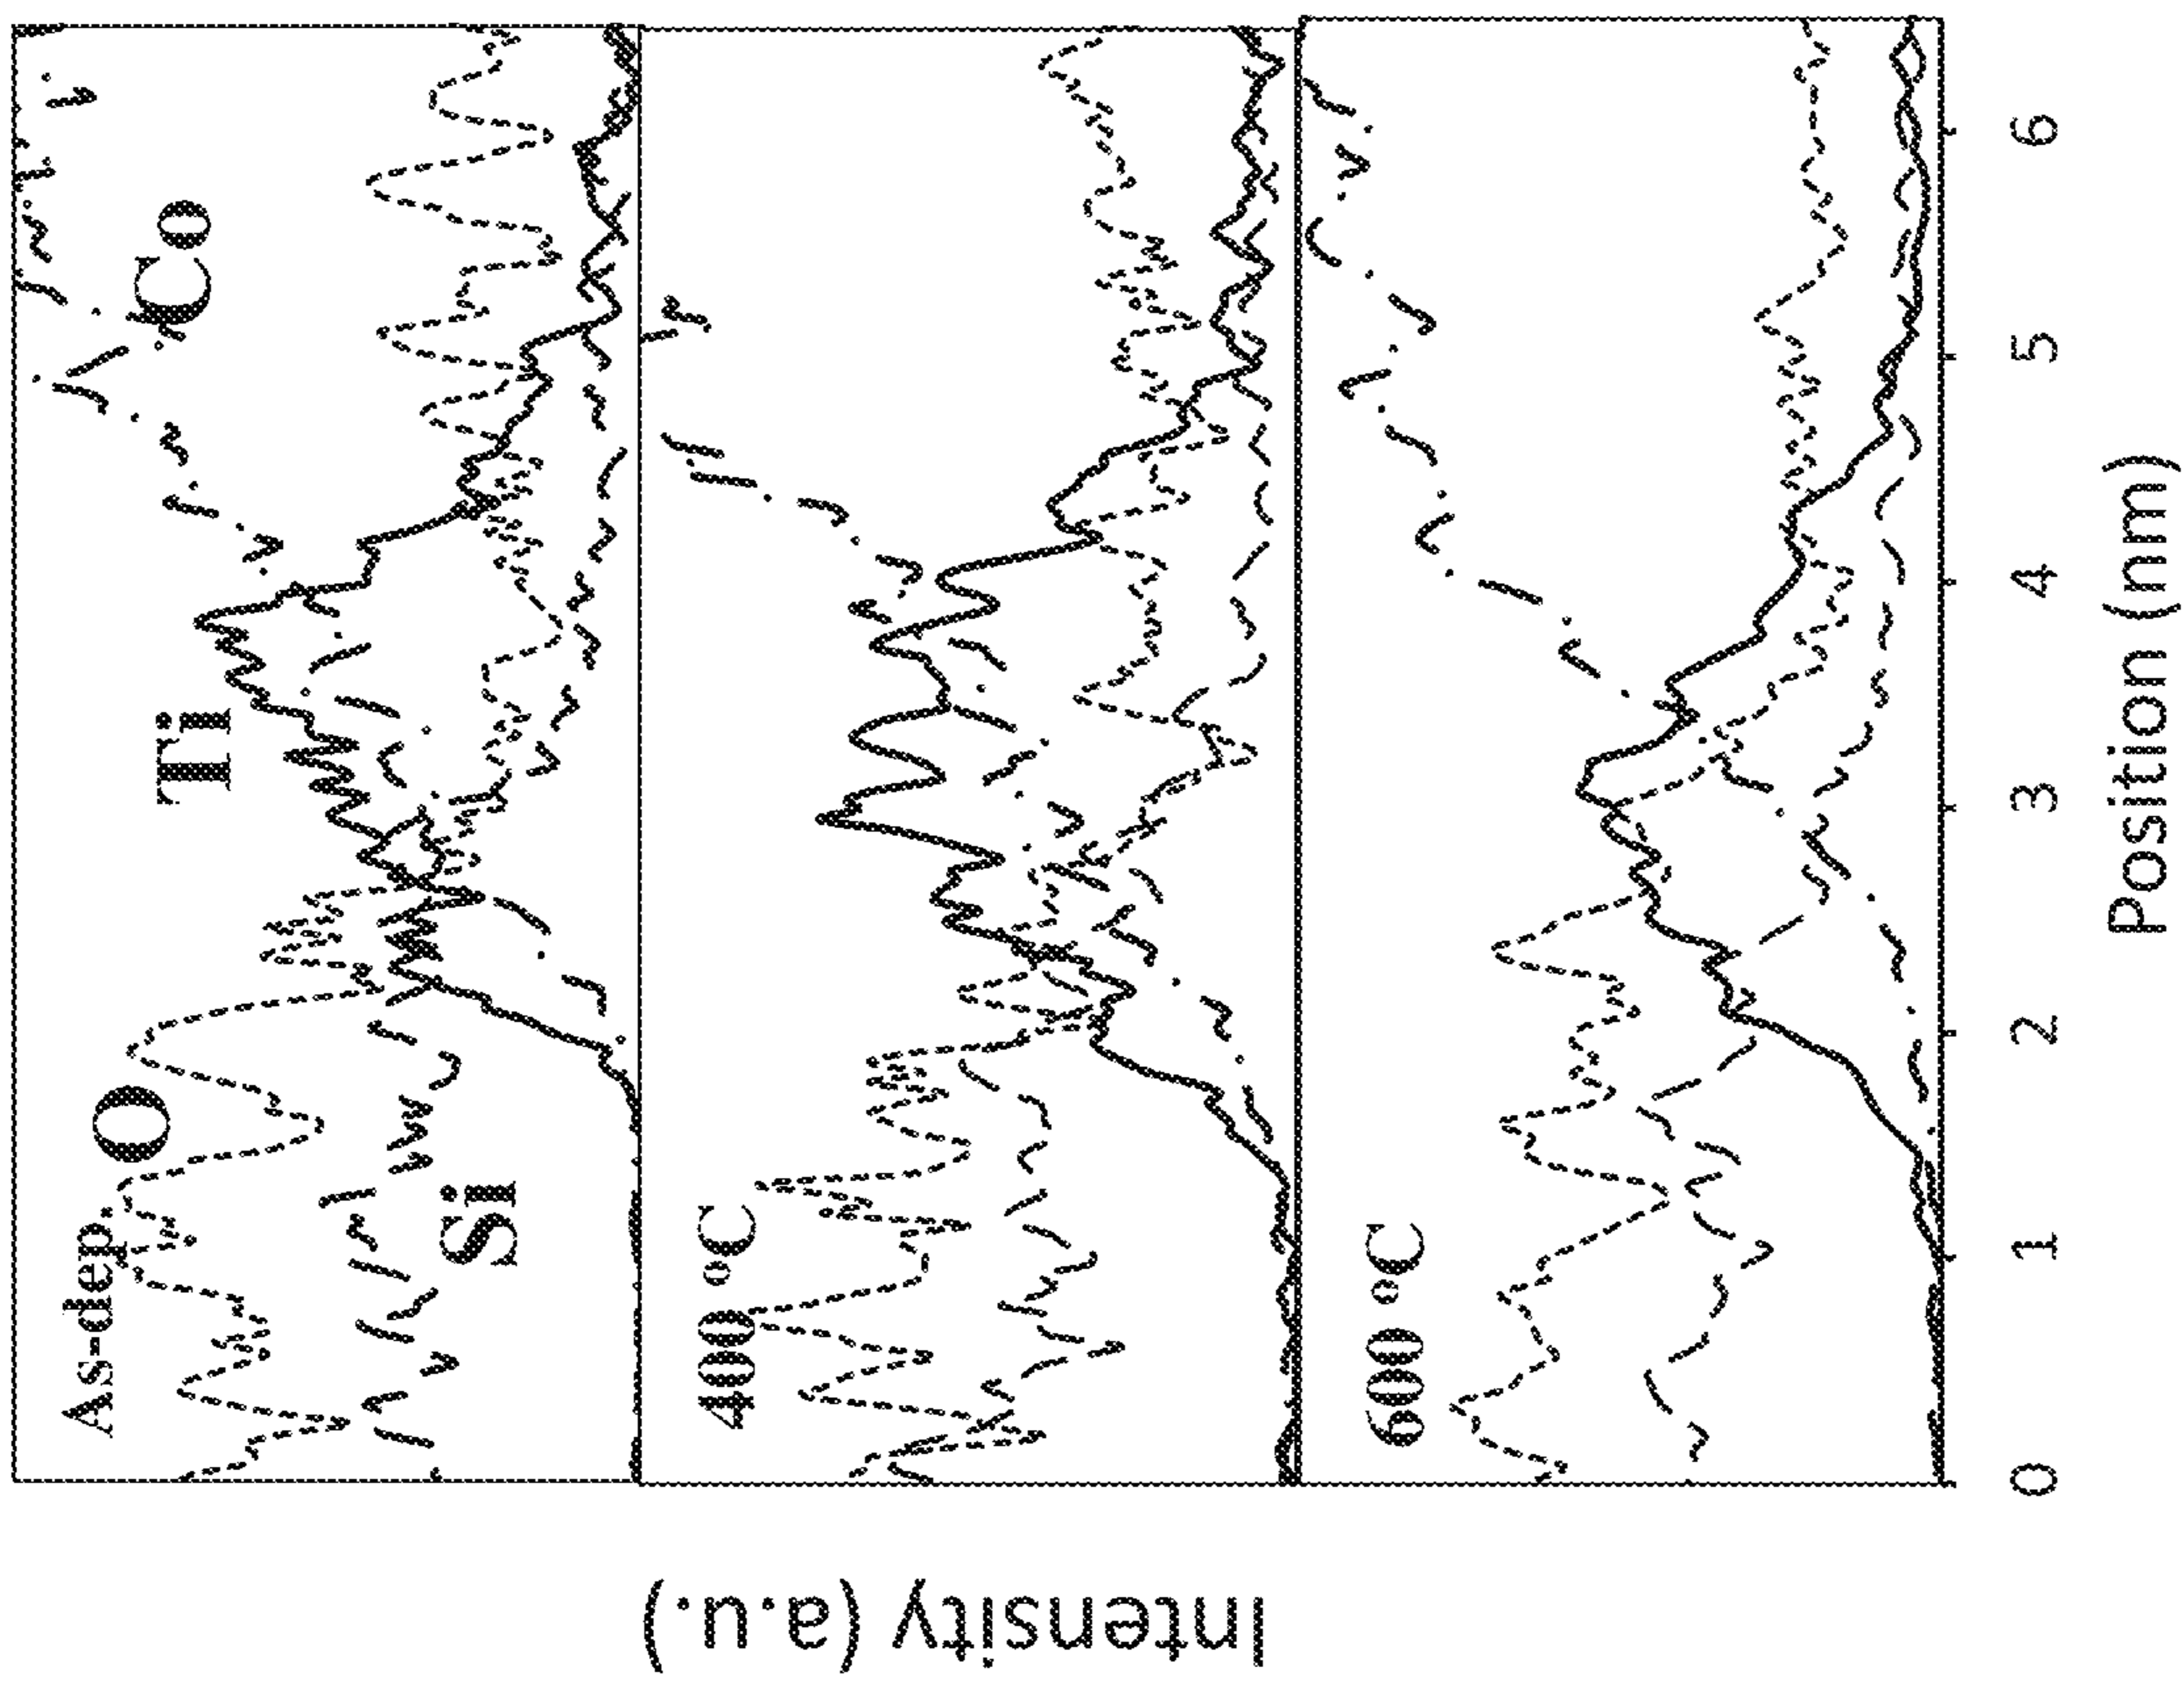 As-dep.
O
Si
Ti
Co
400 °C
600 °C
0 1 2 3 4 5 6
Position (nm)
Intensity (a.u.)